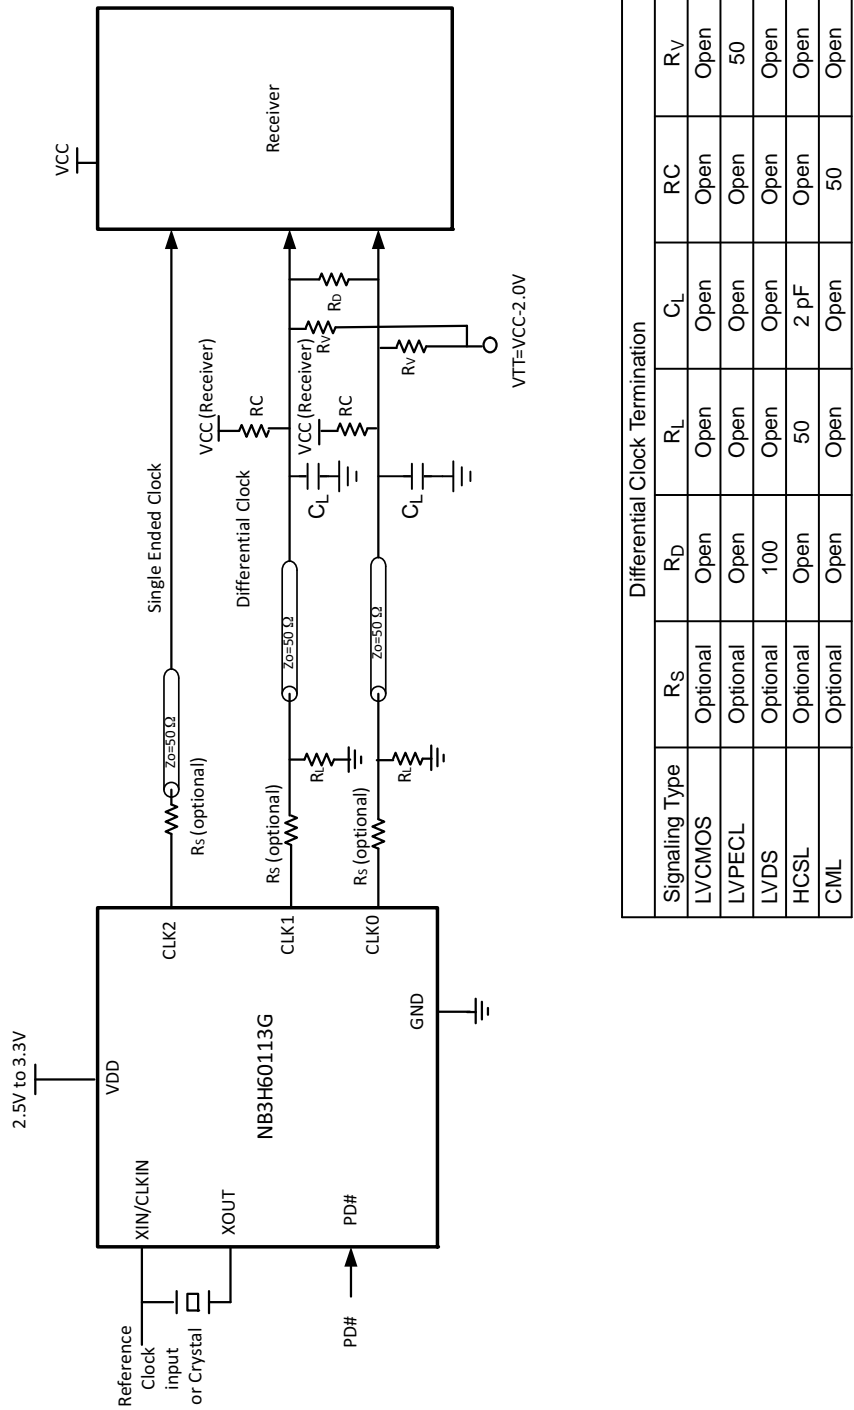 2.5V to 3.3V
VDD
VCC
Reference
Clock
input
or Crystal
XIN/CLKIN
XOUT
PD#
PD#
NB3H60113G
GND
CLK2
CLK1
CLK0
Rs (optional)
Zo=50 Ω
Single Ended Clock
Rs (optional)
RL
Zo=50 Ω
Differential Clock
CL
VCC (Receiver)
RC
RV
RD
Rs (optional)
RL
Zo=50 Ω
CL
VCC (Receiver)
RC
RV
VTT=VCC-2.0V
Receiver
Differential Clock Termination
Signaling Type RS RD RL CL RC RV
LVCMOS Optional Open Open Open Open Open
LVPECL Optional Open Open Open Open 50
LVDS Optional 100 Open Open Open Open
HCSL Optional Open 50 2 pF Open Open
CML Optional Open Open Open 50 Open